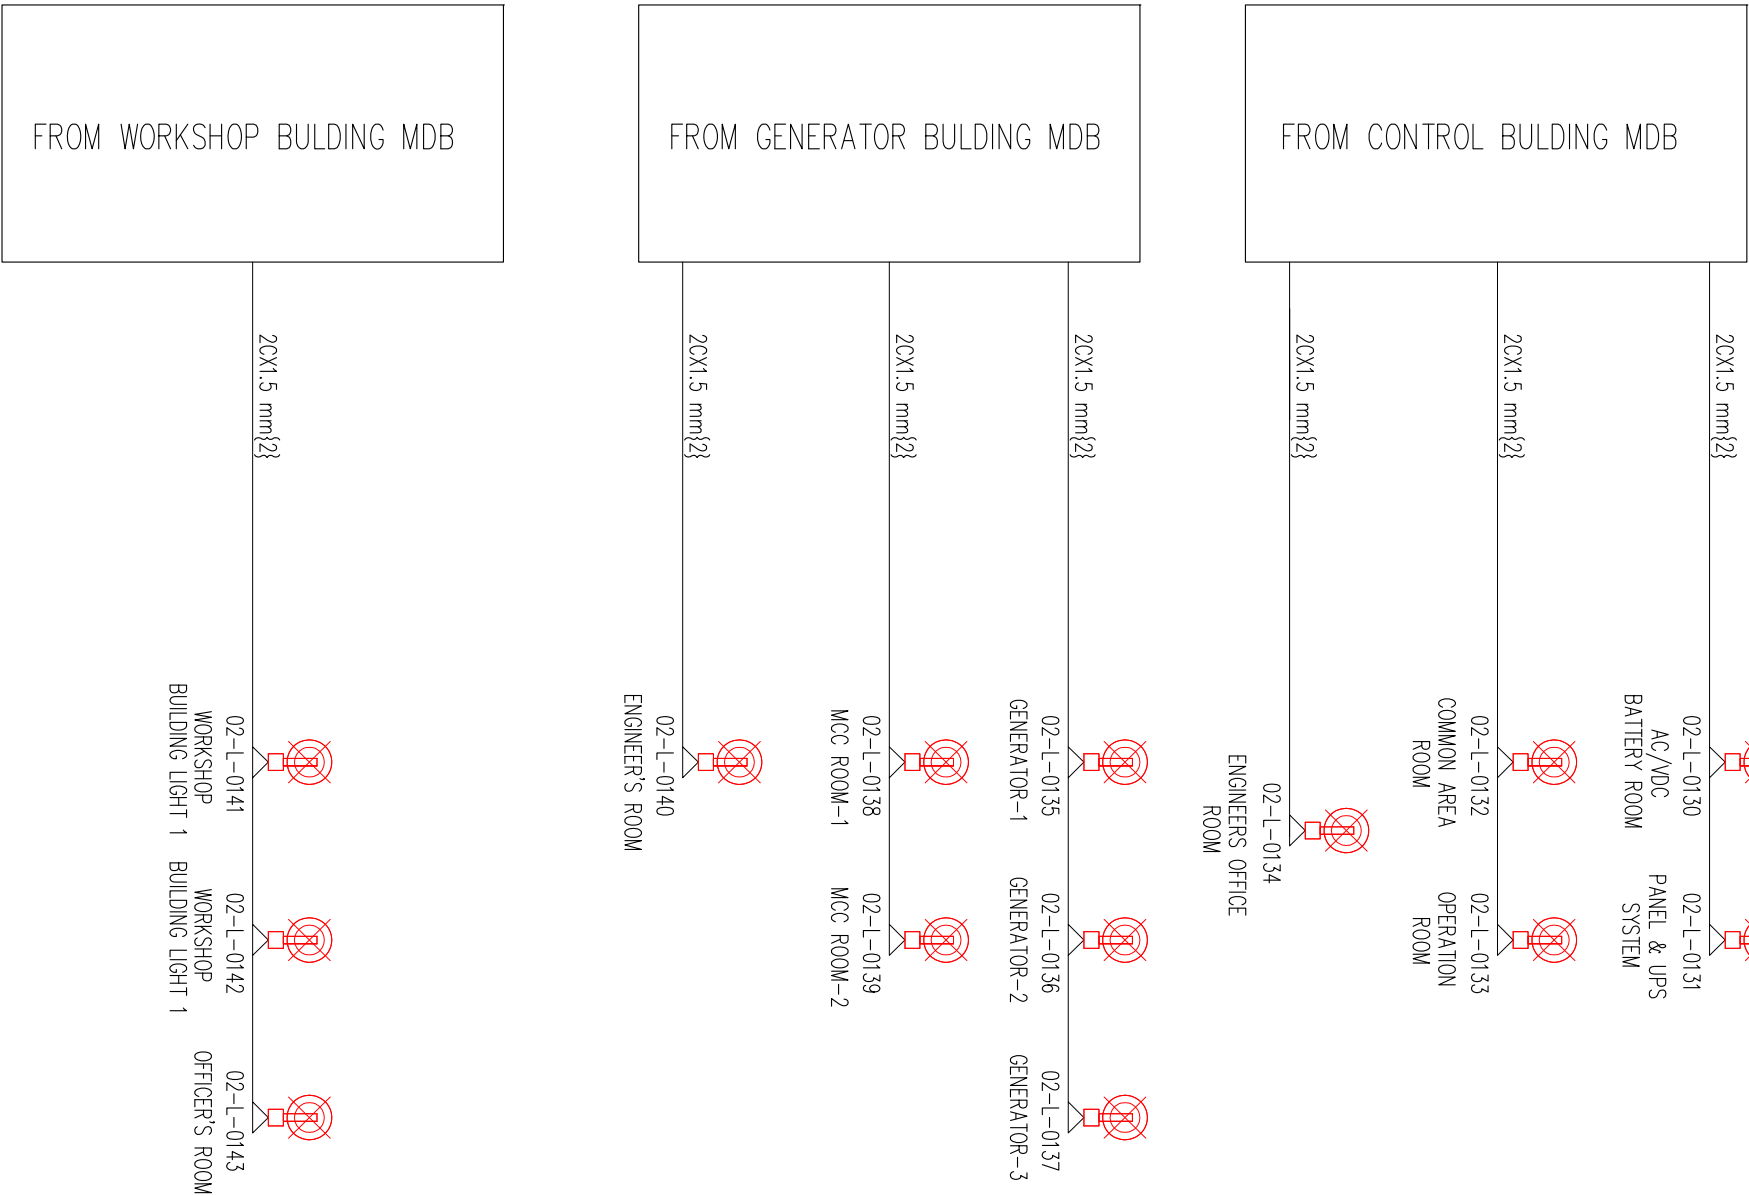 FROM WORKSHOP BULDING MDB
FROM GENERATOR BULDING MDB
FROM CONTROL BULDING MDB
2CX1.5 mm{2}
2CX1.5 mm{2}
2CX1.5 mm{2}
2CX1.5 mm{2}
2CX1.5 mm{2}
2CX1.5 mm{2}
2CX1.5 mm{2}
02-L-0141
WORKSHOP
BUILDING LIGHT 1
02-L-0142
WORKSHOP
BUILDING LIGHT 1
02-L-0143
OFFICER'S ROOM
02-L-0140
ENGINEER'S ROOM
02-L-0138
MCC ROOM-1
02-L-0139
MCC ROOM-2
02-L-0135
GENERATOR-1
02-L-0136
GENERATOR-2
02-L-0137
GENERATOR-3
02-L-0134
ENGINEERS OFFICE
ROOM
02-L-0132
COMMON AREA
ROOM
02-L-0133
OPERATION
ROOM
02-L-0130
AC/VDC
BATTERY ROOM
02-L-0131
PANEL & UPS
SYSTEM